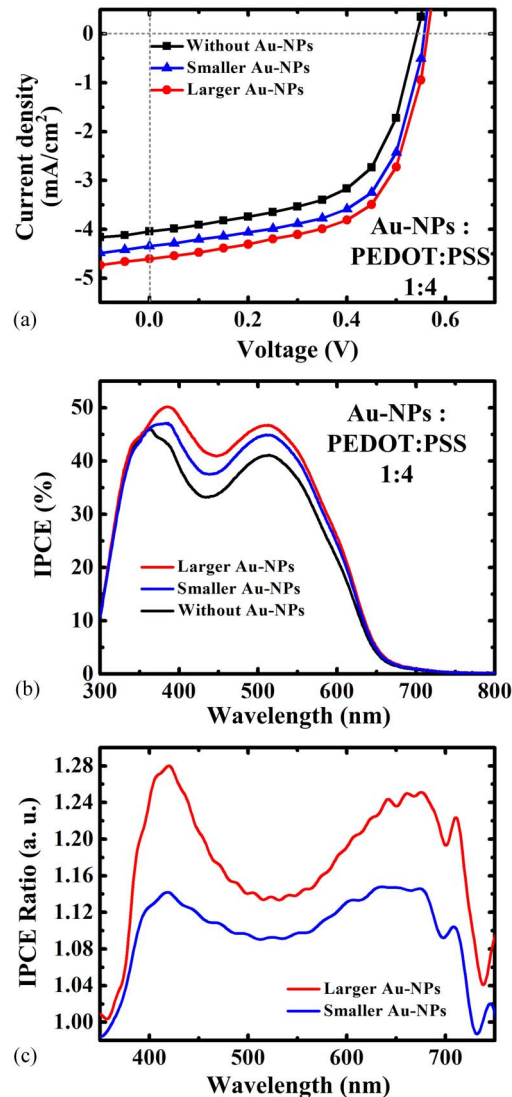 0
-1
-2
-3
-4
-5
Current density
(mA/cm²)
Without Au-NPs
Smaller Au-NPs
Larger Au-NPs
Au-NPs :
PEDOT:PSS
1:4
0.0
0.2
0.4
0.6
Voltage (V)
(a)
50
40
30
20
10
0
IPCE (%)
Au-NPs :
PEDOT:PSS
1:4
Larger Au-NPs
Smaller Au-NPs
Without Au-NPs
300
400
500
600
700
800
Wavelength (nm)
(b)
1.28
1.24
1.20
1.16
1.12
1.08
1.04
1.00
IPCE Ratio (a. u.)
Larger Au-NPs
Smaller Au-NPs
400
500
600
700
Wavelength (nm)
(c)